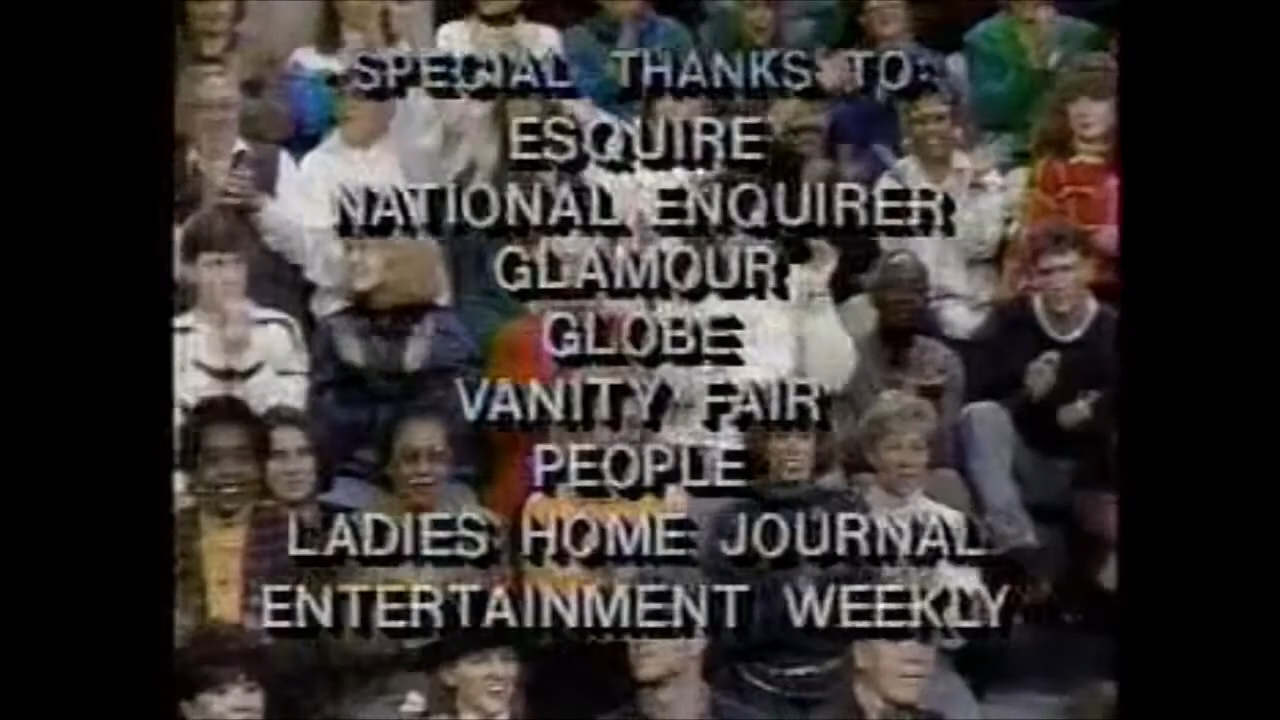 SPECIAL THANKS TO:
ESQUIRE
NATIONAL ENQUIRER
GLAMOUR
GLOBE
VANITY FAIR
PEOPLE
LADIES HOME JOURNAL
ENTERTAINMENT WEEKLY